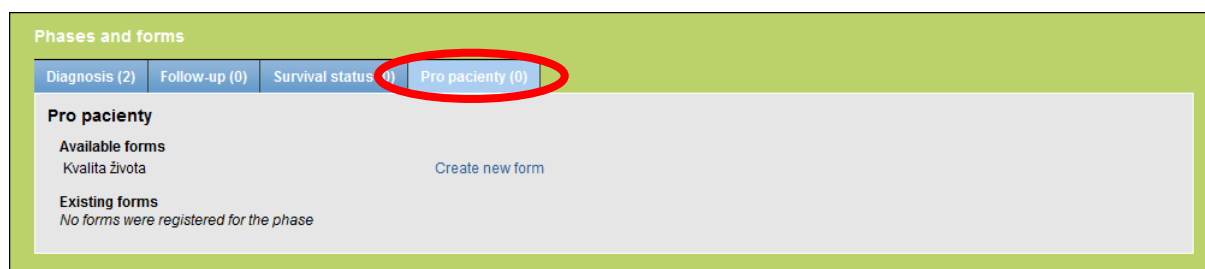 Phases and forms
Diagnosis (2) Follow-up (0) Survival status (0) Pro pacienty (0)
Pro pacienty
Available forms
Kvalita života Create new form
Existing forms
No forms were registered for the phase